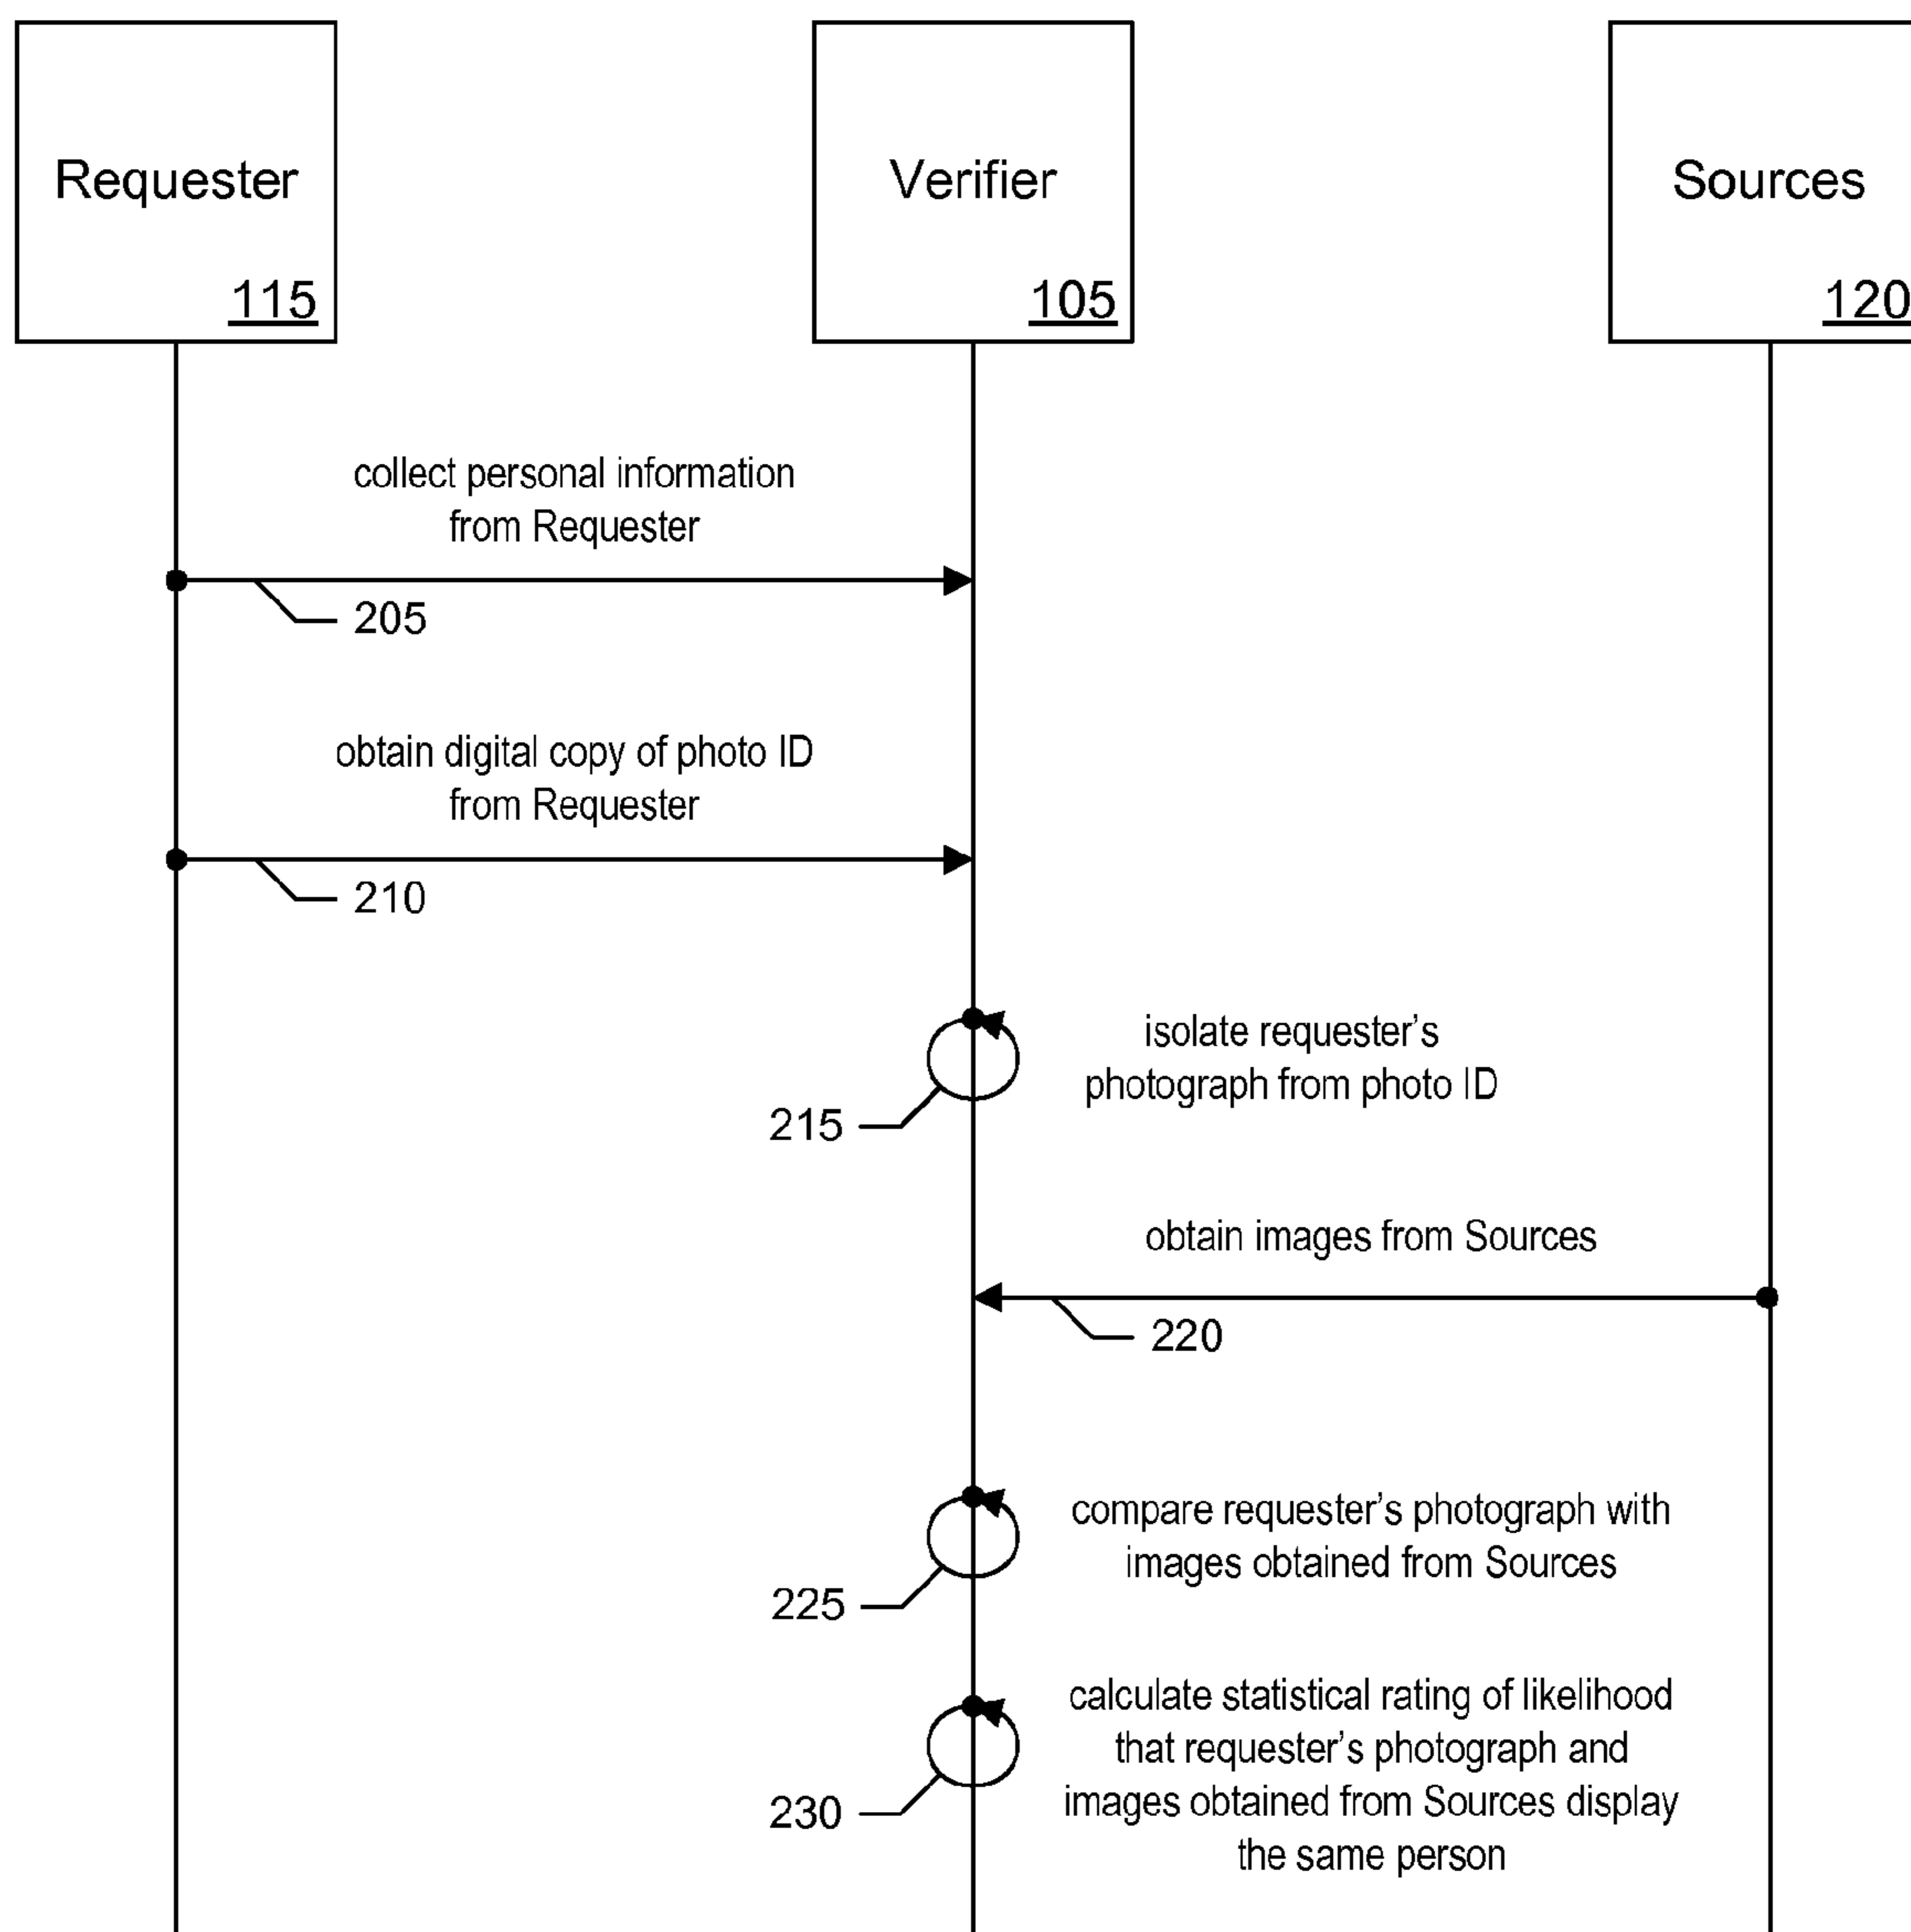 Requester
115
Verifier
105
Sources
120
collect personal information
from Requester
205
obtain digital copy of photo ID
from Requester
210
isolate requester’s
photograph from photo ID
215
obtain images from Sources
220
compare requester’s photograph with
images obtained from Sources
225
calculate statistical rating of likelihood
that requester’s photograph and
images obtained from Sources display
the same person
230